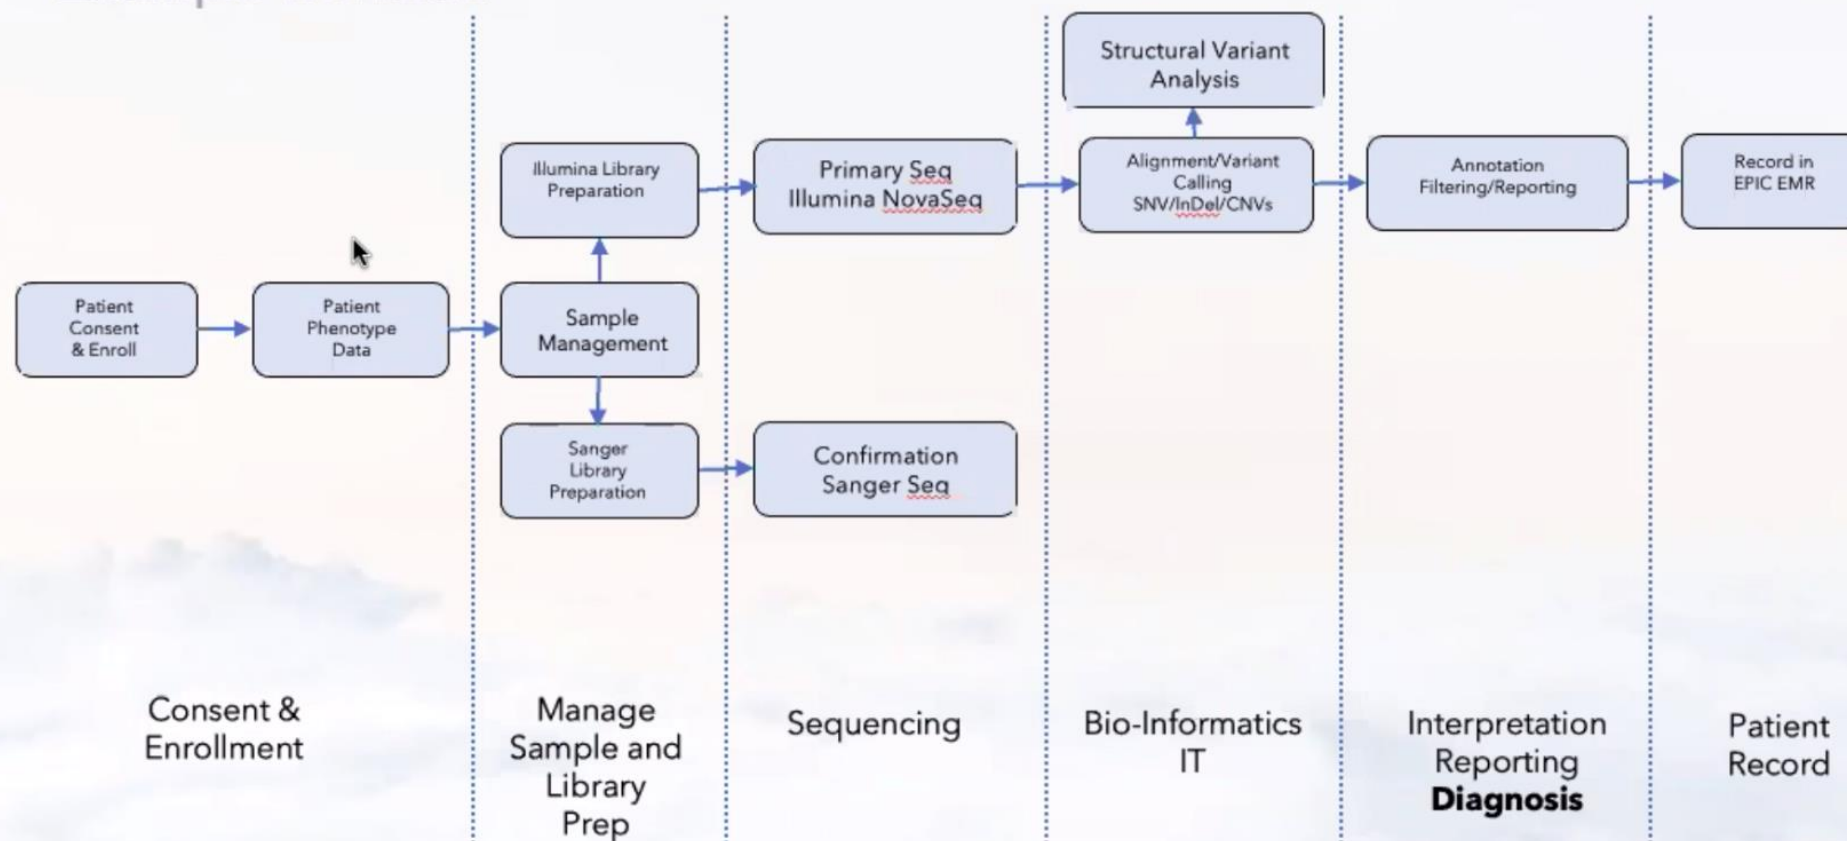 Structural Variant
Analysis
Illumina Library
Preparation
Primary Seq
Illumina NovaSeq
Alignment/Variant
Calling
SNV/InDel/CNVs
Annotation
Filtering/Reporting
Record in
EPIC EMR
Patient
Consent
& Enroll
Patient
Phenotype
Data
Sample
Management
Sanger
Library
Preparation
Confirmation
Sanger Seq
Consent &
Enrollment
Manage
Sample and
Library
Prep
Sequencing
Bio-Informatics
IT
Interpretation
Reporting
Diagnosis
Patient
Record